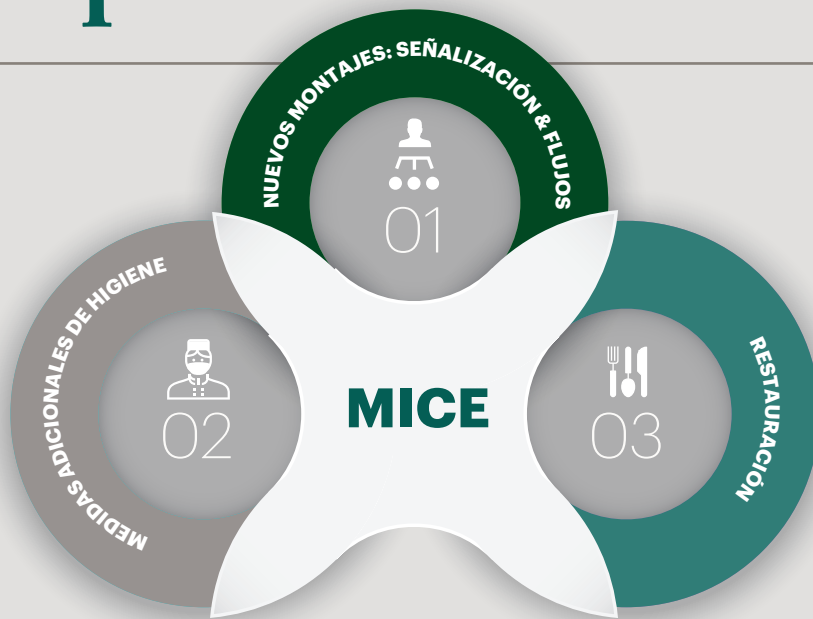 NUEVOS MONTAJES: SEÑALIZACIÓN & FLUJOS
01
MEDIDAS ADICIONALES DE HIGIENE
02
MICE
RESTAURACIÓN
03